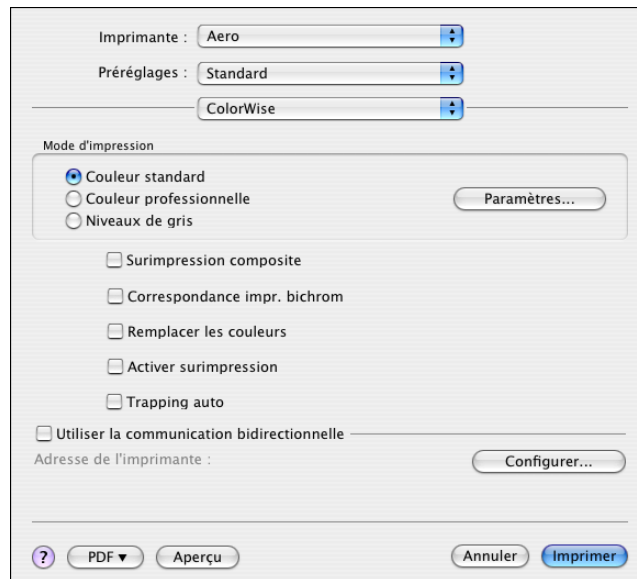 Imprimante : Aero
Préréglages : Standard
ColorWise
Mode d'impression
Couleur standard
Couleur professionnelle
Paramètres...
Niveaux de gris
Surimpression composite
Correspondance impr. bichrom
Remplacer les couleurs
Activer surimpression
Trapping auto
Utiliser la communication bidirectionnelle
Adresse de l'imprimante :
Configurer...
? PDF ▼ Aperçu Annuler Imprimer